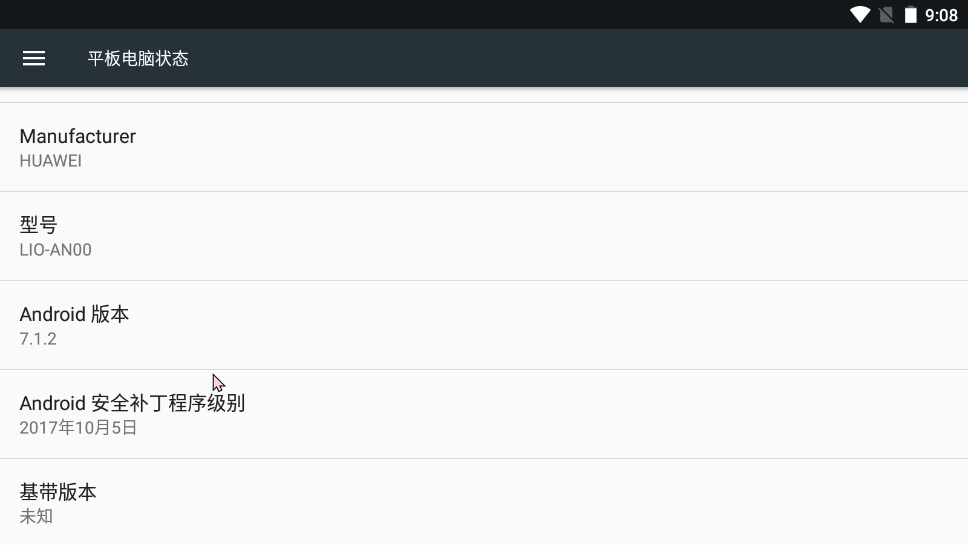 9:08
平板电脑状态
Manufacturer
HUAWEI
型号
LIO-AN00
Android 版本
7.1.2
Android 安全补丁程序级别
2017年10月5日
基带版本
未知